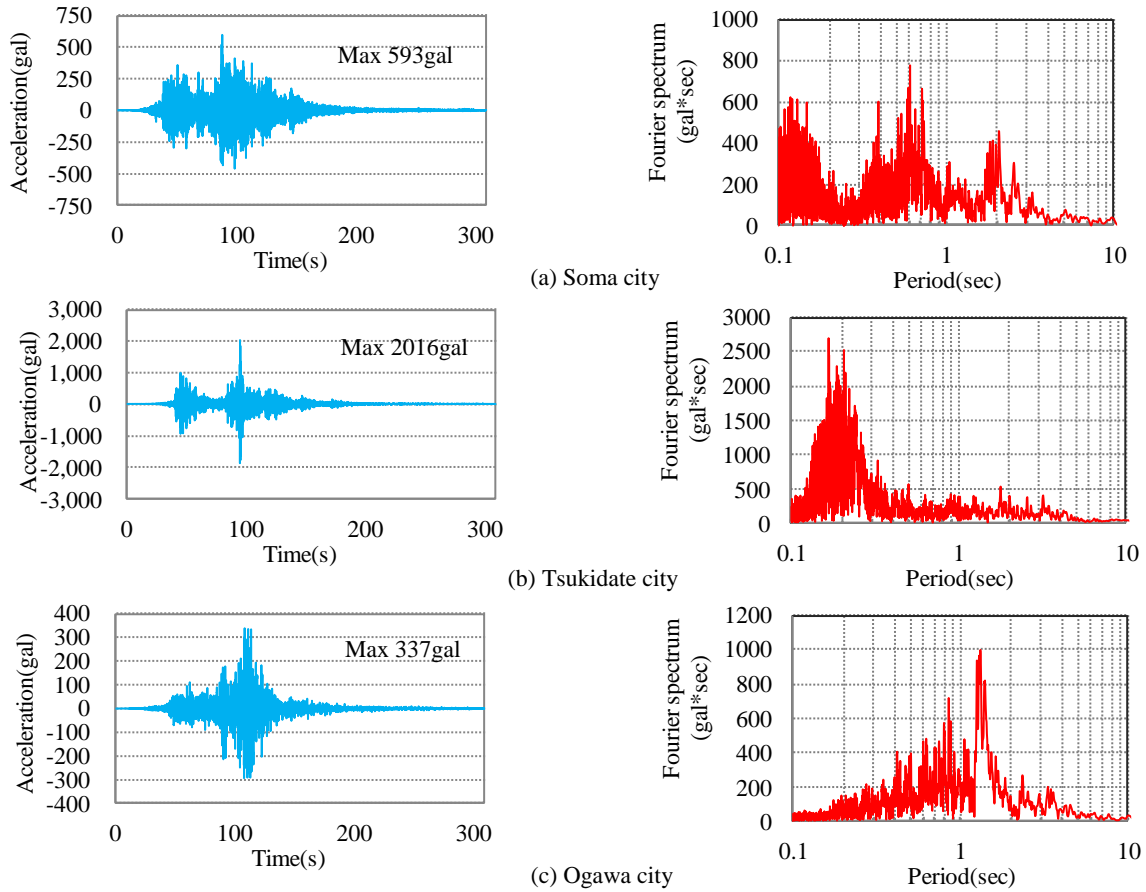 750
500
250
0
-250
-500
-750
Acceleration(gal)
Max 593gal
0 100 200 300
Time(s)
1000
800
600
400
200
0
Fourier spectrum
(gal*sec)
0.1 1 10
Period(sec)
(a) Soma city
3,000
2,000
1,000
0
-1,000
-2,000
-3,000
Acceleration(gal)
Max 2016gal
0 100 200 300
Time(s)
3000
2500
2000
1500
1000
500
0
Fourier spectrum
(gal*sec)
0.1 1 10
Period(sec)
(b) Tsukidate city
400
300
200
100
0
-100
-200
-300
-400
Acceleration(gal)
Max 337gal
0 100 200 300
Time(s)
1200
1000
800
600
400
200
0
Fourier spectrum
(gal*sec)
0.1 1 10
Period(sec)
(c) Ogawa city